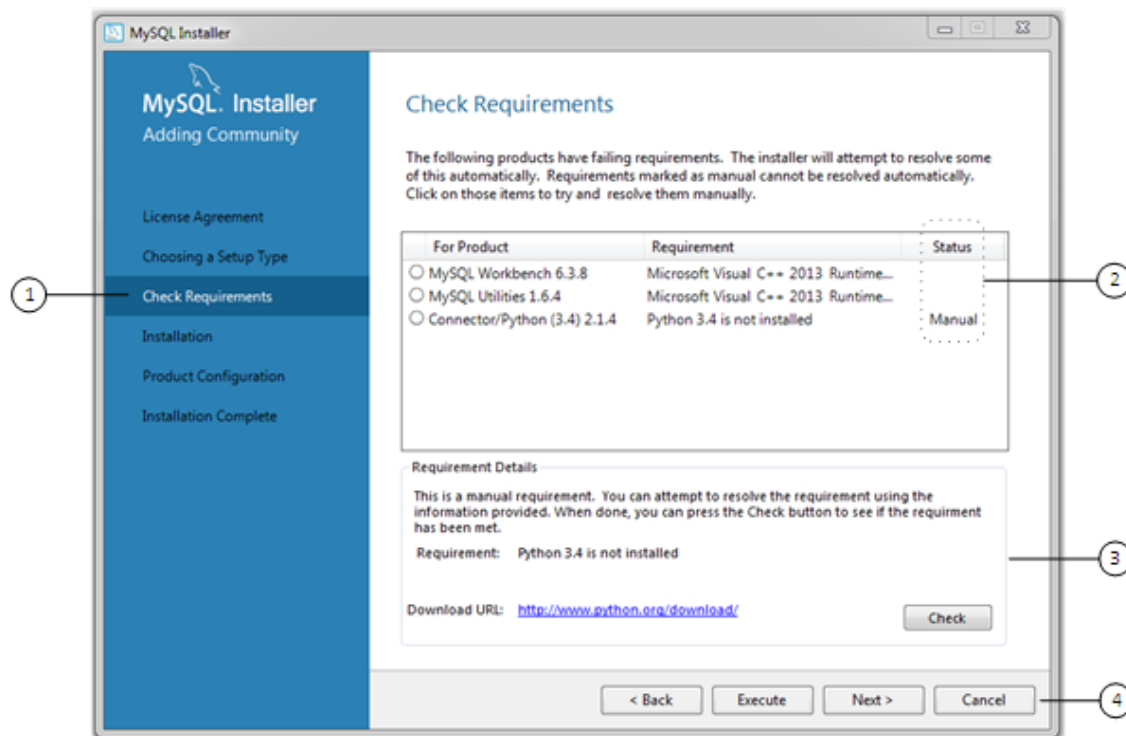 MySQL Installer
MySQL. Installer
Adding Community
License Agreement
Choosing a Setup Type
Check Requirements
Installation
Product Configuration
Installation Complete
Check Requirements
The following products have failing requirements. The installer will attempt to resolve some
of this automatically. Requirements marked as manual cannot be resolved automatically.
Click on those items to try and resolve them manually.
For Product Requirement Status
MySQL Workbench 6.3.8 Microsoft Visual C++ 2013 Runtime...
MySQL Utilities 1.6.4 Microsoft Visual C++ 2013 Runtime...
Connector/Python (3.4) 2.1.4 Python 3.4 is not installed Manual
Requirement Details
This is a manual requirement. You can attempt to resolve the requirement using the
information provided. When done, you can press the Check button to see if the requirment
has been met.
Requirement: Python 3.4 is not installed
Download URL: http://www.python.org/download/
Check
< Back Execute Next > Cancel
1
2
3
4